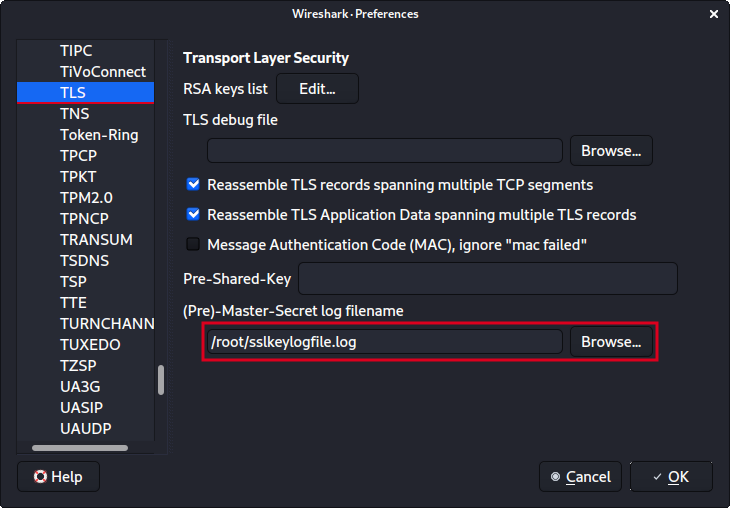 Wireshark · Preferences
TIPC
TiVoConnect
TLS
TNS
Token-Ring
TPCP
TPKT
TPM2.0
TPNCP
TRANSUM
TSDNS
TSP
TTE
TURNCHANN
TUXEDO
TZSP
UA3G
UASIP
UAUDP
Transport Layer Security
RSA keys list Edit...
TLS debug file
Browse...
Reassemble TLS records spanning multiple TCP segments
Reassemble TLS Application Data spanning multiple TLS records
Message Authentication Code (MAC), ignore "mac failed"
Pre-Shared-Key
(Pre)-Master-Secret log filename
/root/sslkeylogfile.log Browse...
Help Cancel OK